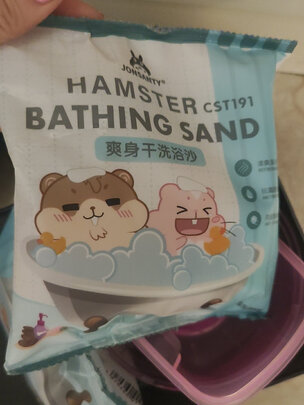 JONSANTY®
HAMSTER CST191
BATHING SAND
爽身干洗浴沙